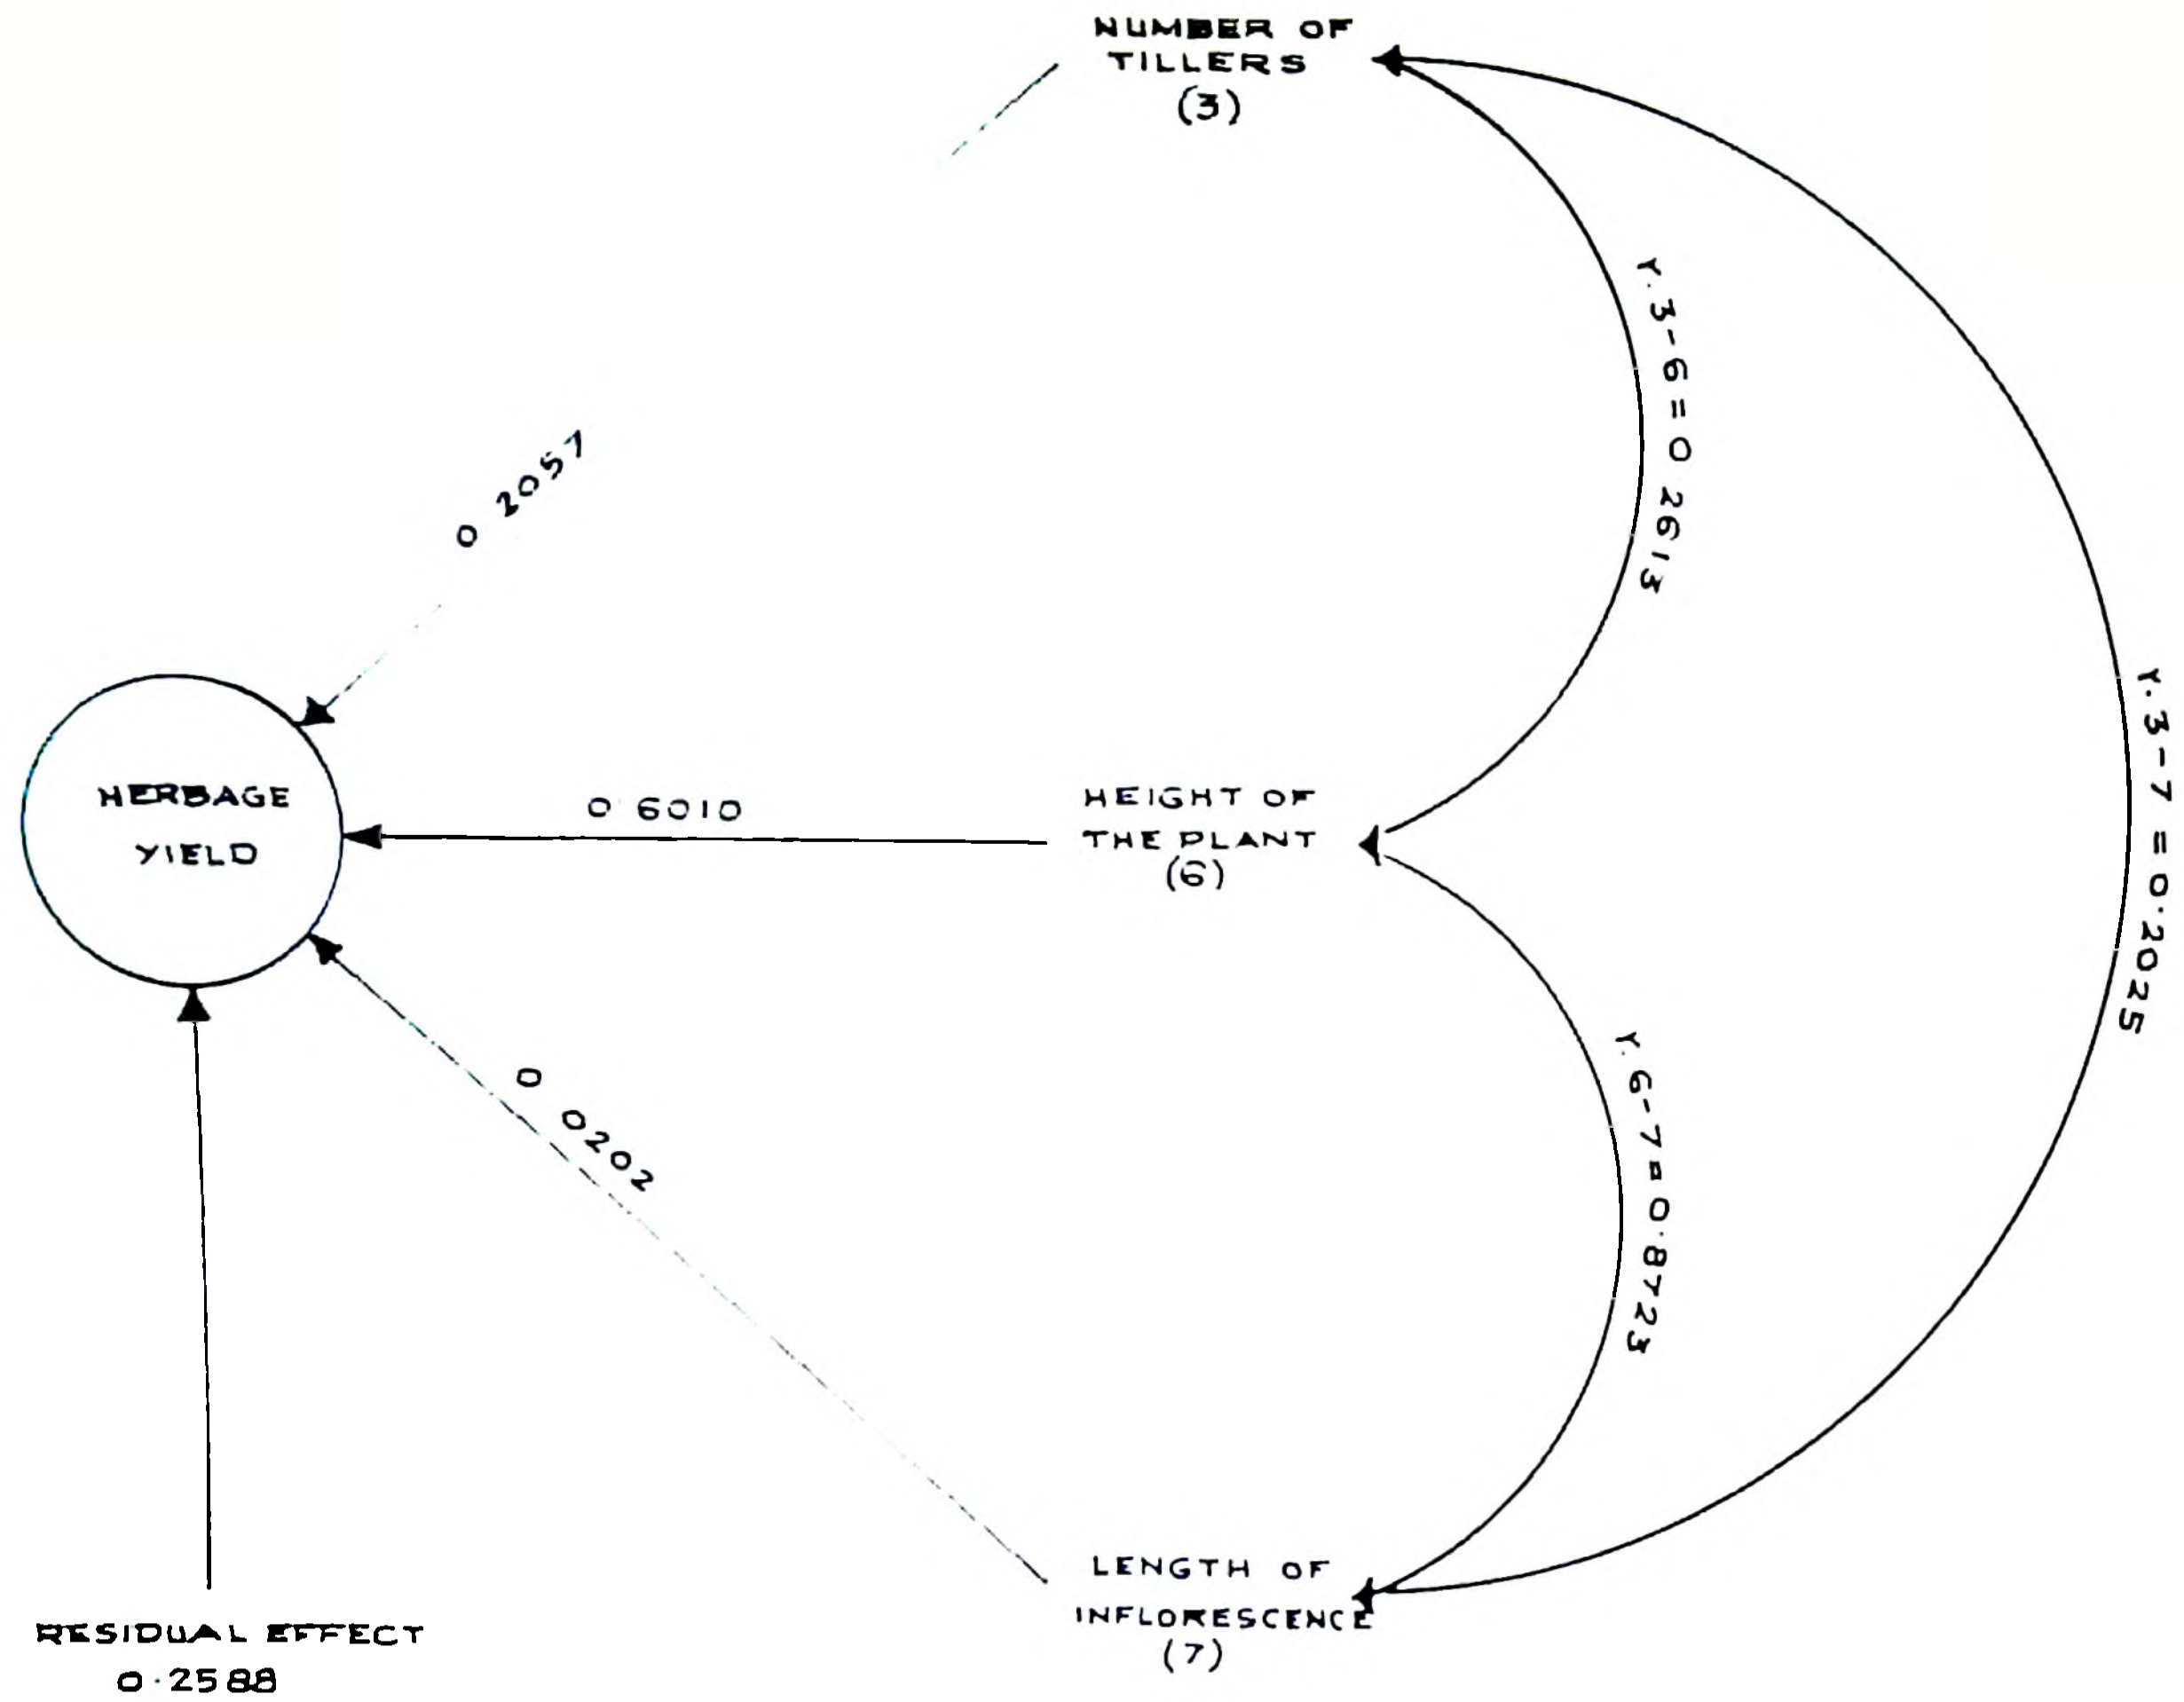 NUMBER OF
TILLERS
(3)
r.3-6=0 2613
0 2057
r.3-7=0.2025
HERBAGE
YIELD
0 6010
HEIGHT OF
THE PLANT
(6)
0 0202
r.6-7=0.8723
LENGTH OF
INFLORESCENCE
(7)
RESIDUAL EFFECT
0.2588